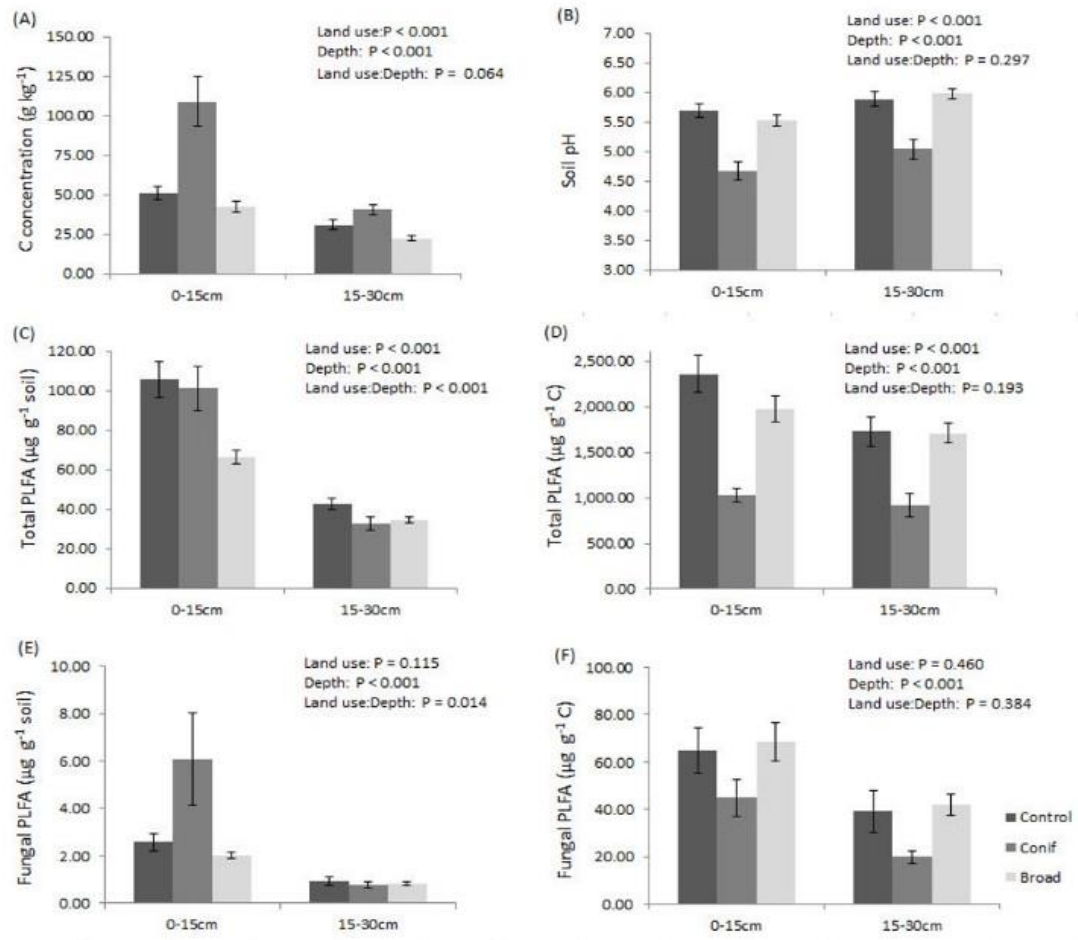 (A)
Land use:P < 0.001
Depth: P < 0.001
Land use:Depth: P = 0.064
C concentration (g kg⁻¹)
150.00
125.00
100.00
75.00
50.00
25.00
0.00
0-15cm
15-30cm
(B)
Land use: P < 0.001
Depth: P < 0.001
Land use:Depth: P = 0.297
Soil pH
7.00
6.50
6.00
5.50
5.00
4.50
4.00
3.50
3.00
0-15cm
15-30cm
(C)
Land use: P < 0.001
Depth: P < 0.001
Land use:Depth: P < 0.001
Total PLFA (µg g⁻¹ soil)
120.00
100.00
80.00
60.00
40.00
20.00
0.00
0-15cm
15-30cm
(D)
Land use: P < 0.001
Depth: P < 0.001
Land use:Depth: P= 0.193
Total PLFA (µg g⁻¹ C)
2,500.00
2,000.00
1,500.00
1,000.00
500.00
0.00
0-15cm
15-30cm
(E)
Land use: P = 0.115
Depth: P < 0.001
Land use:Depth: P = 0.014
Fungal PLFA (µg g⁻¹ soil)
10.00
8.00
6.00
4.00
2.00
0.00
0-15cm
15-30cm
(F)
Land use: P = 0.460
Depth: P < 0.001
Land use:Depth: P = 0.384
Fungal PLFA (µg g⁻¹ C)
100.00
80.00
60.00
40.00
20.00
0.00
0-15cm
15-30cm
Control
Conif
Broad